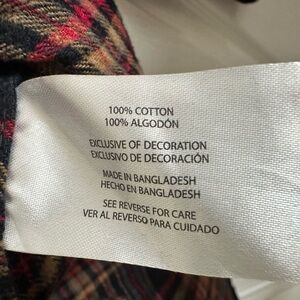 100% COTTON
100% ALGODÓN
EXCLUSIVE OF DECORATION
EXCLUSIVO DE DECORACIÓN
MADE IN BANGLADESH
HECHO EN BANGLADESH
SEE REVERSE FOR CARE
VER AL REVERSO PARA CUIDADO